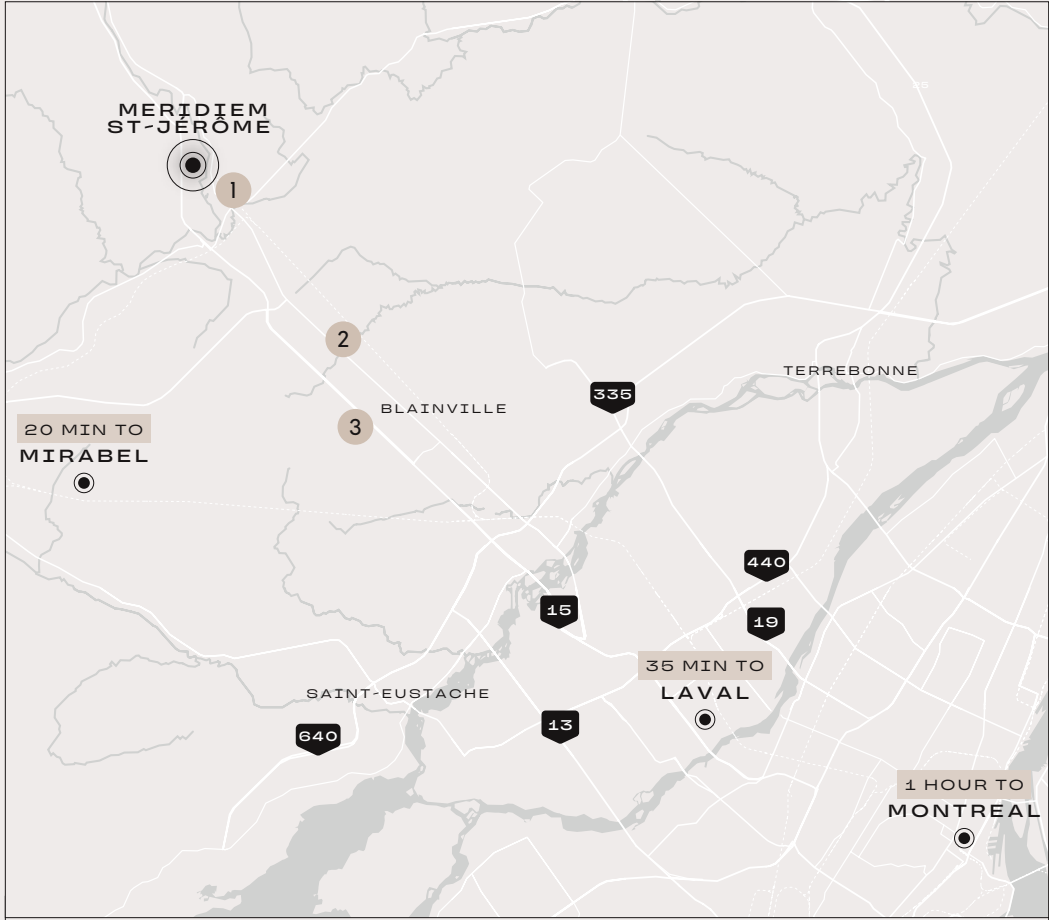 25
MERIDIEM
ST-JÉRÔME
1
2
TERREBONNE
335
BLAINVILLE
3
20 MIN TO
MIRABEL
440
15
19
35 MIN TO
LAVAL
SAINT-EUSTACHE
13
640
1 HOUR TO
MONTREAL